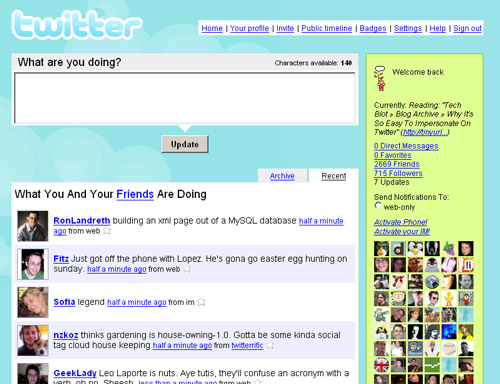 twitter
Home | Your profile | Invite | Public timeline | Badges | Settings | Help | Sign out
What are you doing?
Characters available: 140
Update
Archive
Recent
What You And Your Friends Are Doing
RonLandreth building an xml page out of a MySQL database half a minute
ago from web
Fitz Just got off the phone with Lopez. He's gona go easter egg hunting on
sunday. half a minute ago from web
Sofia legend half a minute ago from im
nzkoz thinks gardening is house-owning-1.0. Gotta be some kinda social
tag cloud house keeping half a minute ago from twitterrific
GeekLady Leo Laporte is nuts. Aye tutis, they'll confuse an acronym with a
verb, oh no. Sheesh. less than a minute ago from web
Welcome back
Currently: Reading: "Tech
Blot » Blog Archive » Why It's
So Easy To Impersonate On
Twitter" (http://tinyurl...)
0 Direct Messages
0 Favorites
2669 Friends
715 Followers
7 Updates
Send Notifications To:
web-only
Activate Phone!
Activate your IM!